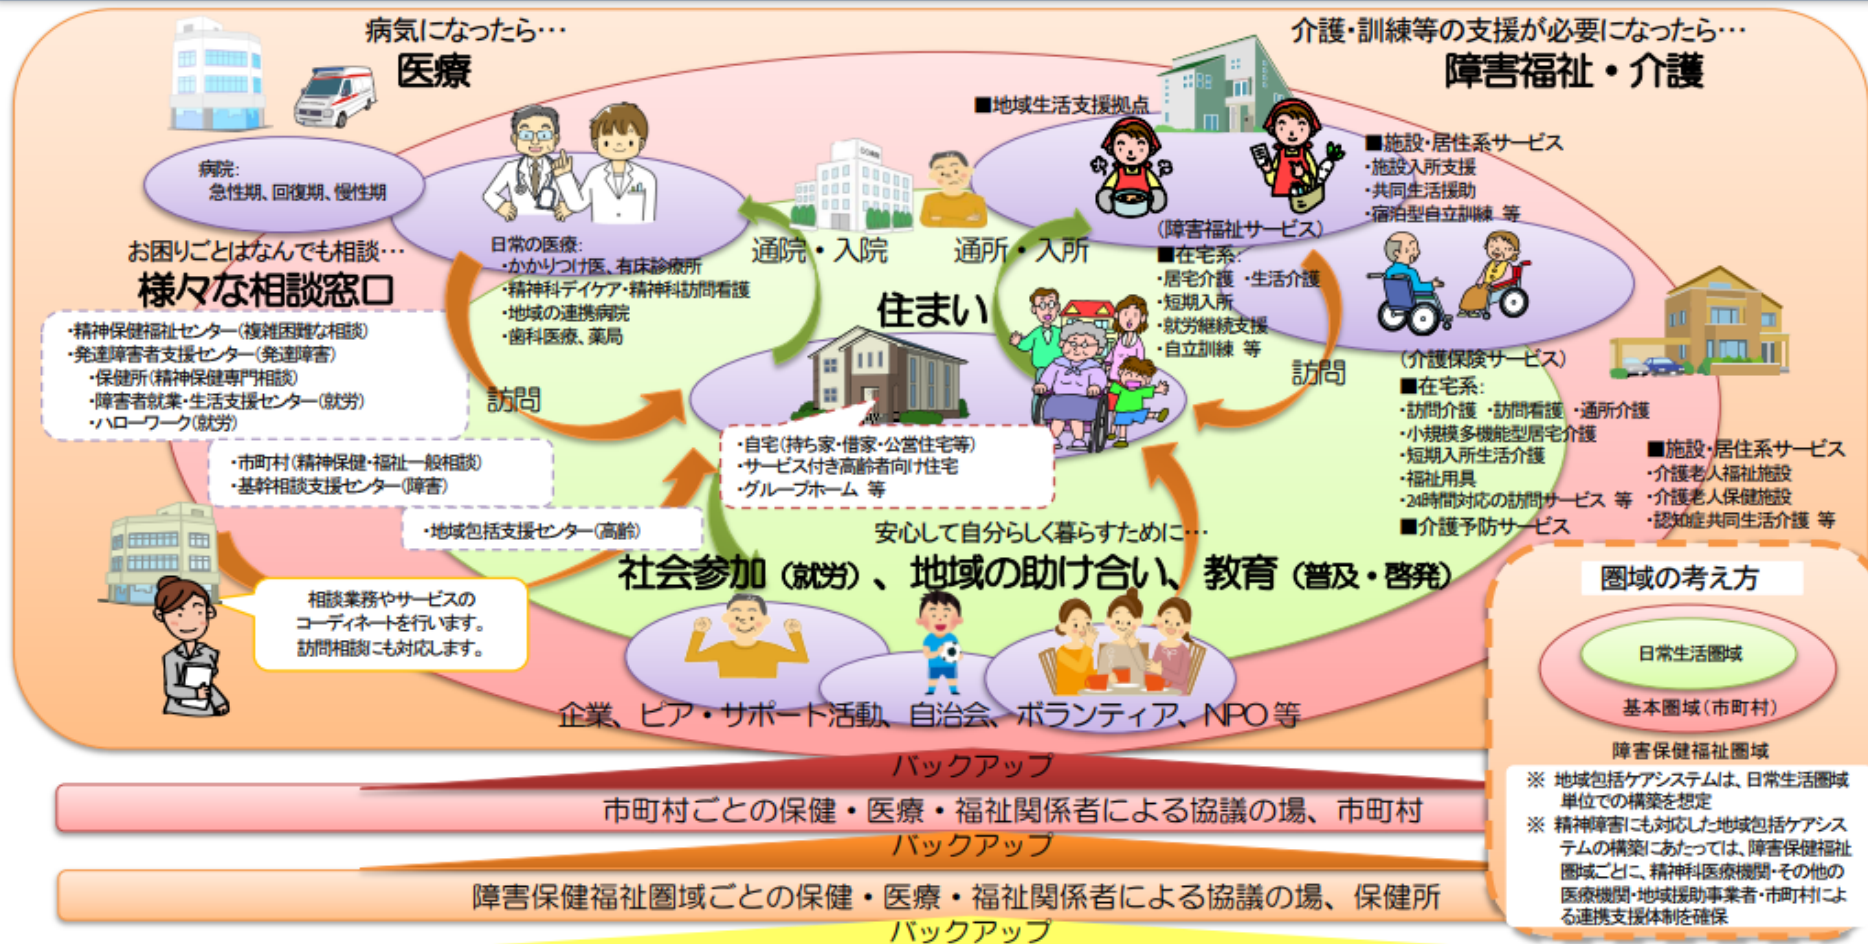 病気になったら…
医療
介護・訓練等の支援が必要になったら…
障害福祉・介護
病院:
急性期、回復期、慢性期
日常の医療:
・かかりつけ医、有床診療所
・精神科デイケア・精神科訪問看護
・地域の連携病院
・歯科医療、薬局
■地域生活支援拠点
■施設・居住系サービス
・施設入所支援
・共同生活援助
・宿泊型自立訓練 等
(障害福祉サービス)
■在宅系:
・居宅介護 ・生活介護
・短期入所
・就労継続支援
・自立訓練 等
通院・入院
通所・入所
お困りごとはなんでも相談…
様々な相談窓口
・精神保健福祉センター(複雑困難な相談)
・発達障害者支援センター(発達障害)
・保健所(精神保健専門相談)
・障害者就業・生活支援センター(就労)
・ハローワーク(就労)
・市町村(精神保健・福祉一般相談)
・基幹相談支援センター(障害)
・地域包括支援センター(高齢)
訪問
住まい
・自宅(持ち家・借家・公営住宅等)
・サービス付き高齢者向け住宅
・グループホーム 等
訪問
(介護保険サービス)
■在宅系:
・訪問介護 ・訪問看護 ・通所介護
・小規模多機能型居宅介護
・短期入所生活介護
・福祉用具
・24時間対応の訪問サービス 等
■介護予防サービス
■施設・居住系サービス
・介護老人福祉施設
・介護老人保健施設
・認知症共同生活介護 等
相談業務やサービスの
コーディネートを行います。
訪問相談にも対応します。
安心して自分らしく暮らすために…
社会参加(就労)、地域の助け合い、教育(普及・啓発)
企業、ピア・サポート活動、自治会、ボランティア、NPO等
圏域の考え方
日常生活圏域
基本圏域(市町村)
障害保健福祉圏域
※ 地域包括ケアシステムは、日常生活圏域
単位での構築を想定
※ 精神障害にも対応した地域包括ケアシス
テムの構築にあたっては、障害保健福祉
圏域ごとに、精神科医療機関・その他の
医療機関・地域援助事業者・市町村によ
る連携支援体制を確保
バックアップ
市町村ごとの保健・医療・福祉関係者による協議の場、市町村
バックアップ
障害保健福祉圏域ごとの保健・医療・福祉関係者による協議の場、保健所
バックアップ